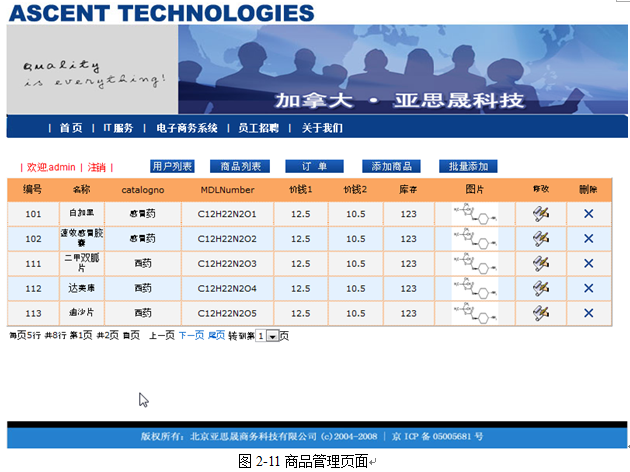 ASCENT TECHNOLOGIES
quality
is everything!
加拿大 · 亚思晟科技
| 首页 | IT服务 | 电子商务系统 | 员工招聘 | 关于我们
| 欢迎,admin | 注销 | 用户列表 商品列表 订 单 添加商品 批量添加
编号 名称 catalogno MDLNumber 价钱1 价钱2 库存 图片 修改 删除
101 白加黑 感冒药 C12H22N2O1 12.5 10.5 123
102 速效感冒胶囊 感冒药 C12H22N2O2 12.5 10.5 123
111 二甲双胍片 西药 C12H22N2O3 12.5 10.5 123
112 达美康 西药 C12H22N2O4 12.5 10.5 123
113 迪沙片 西药 C12H22N2O5 12.5 10.5 123
每页5行 共8行 第1页 共2页 首页 上一页 下一页 尾页 转到第 1 页
版权所有：北京亚思晟商务科技有限公司 (c)2004-2008 | 京 ICP 备 05005681 号
图 2-11 商品管理页面